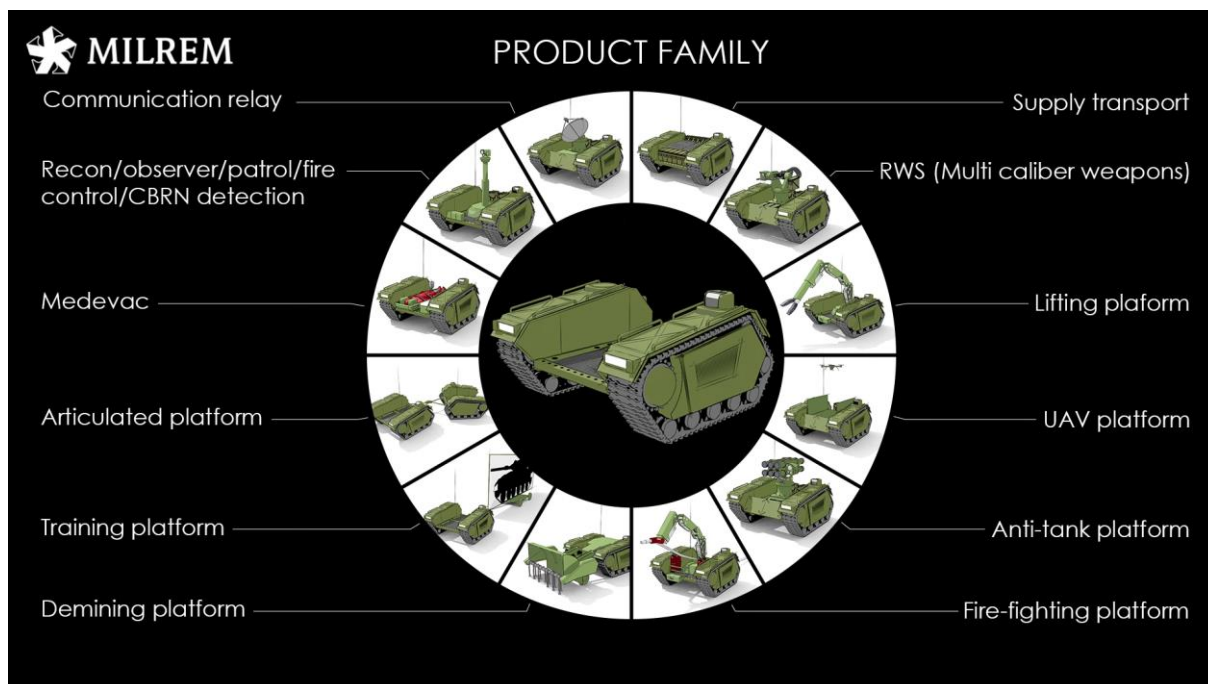 MILREM
PRODUCT FAMILY
Communication relay
Recon/observer/patrol/fire
control/CBRN detection
Medevac
Articulated platform
Training platform
Demining platform
Supply transport
RWS (Multi caliber weapons)
Lifting plaform
UAV platform
Anti-tank platform
Fire-fighting platform